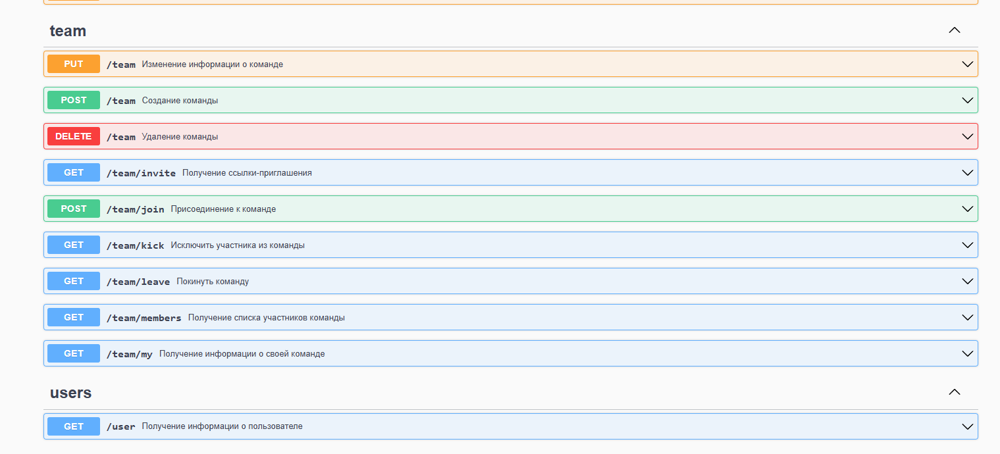 team
PUT /team Изменение информации о команде
POST /team Создание команды
DELETE /team Удаление команды
GET /team/invite Получение ссылки-приглашения
POST /team/join Присоединение к команде
GET /team/kick Исключить участника из команды
GET /team/leave Покинуть команду
GET /team/members Получение списка участников команды
GET /team/my Получение информации о своей команде
users
GET /user Получение информации о пользователе